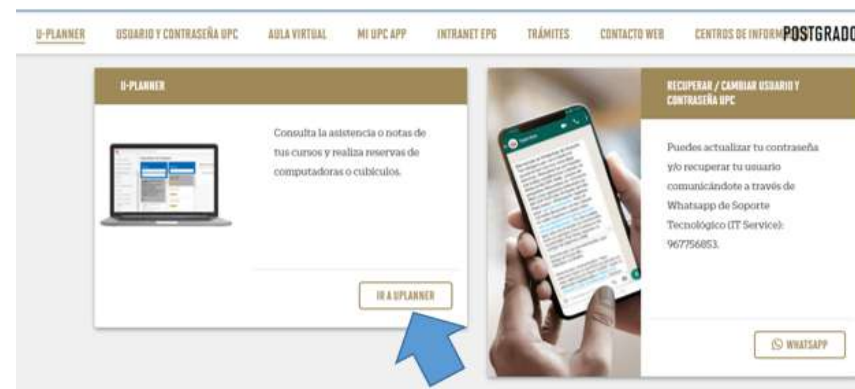 U-PLANNER
USUARIO Y CONTRASEÑA UPC
AULA VIRTUAL
MI UPC APP
INTRANET EPG
TRÁMITES
CONTACTO WEB
CENTROS DE INFORM
POSTGRADO
U-PLANNER
Consulta la asistencia o notas de
tus cursos y realiza reservas de
computadoras o cubículos.
IR A UPLANNER
RECUPERAR / CAMBIAR USUARIO Y
CONTRASEÑA UPC
Puedes actualizar tu contraseña
y/o recuperar tu usuario
comunicándote a través de
Whatsapp de Soporte
Tecnológico (IT Service):
967756853.
WHATSAPP